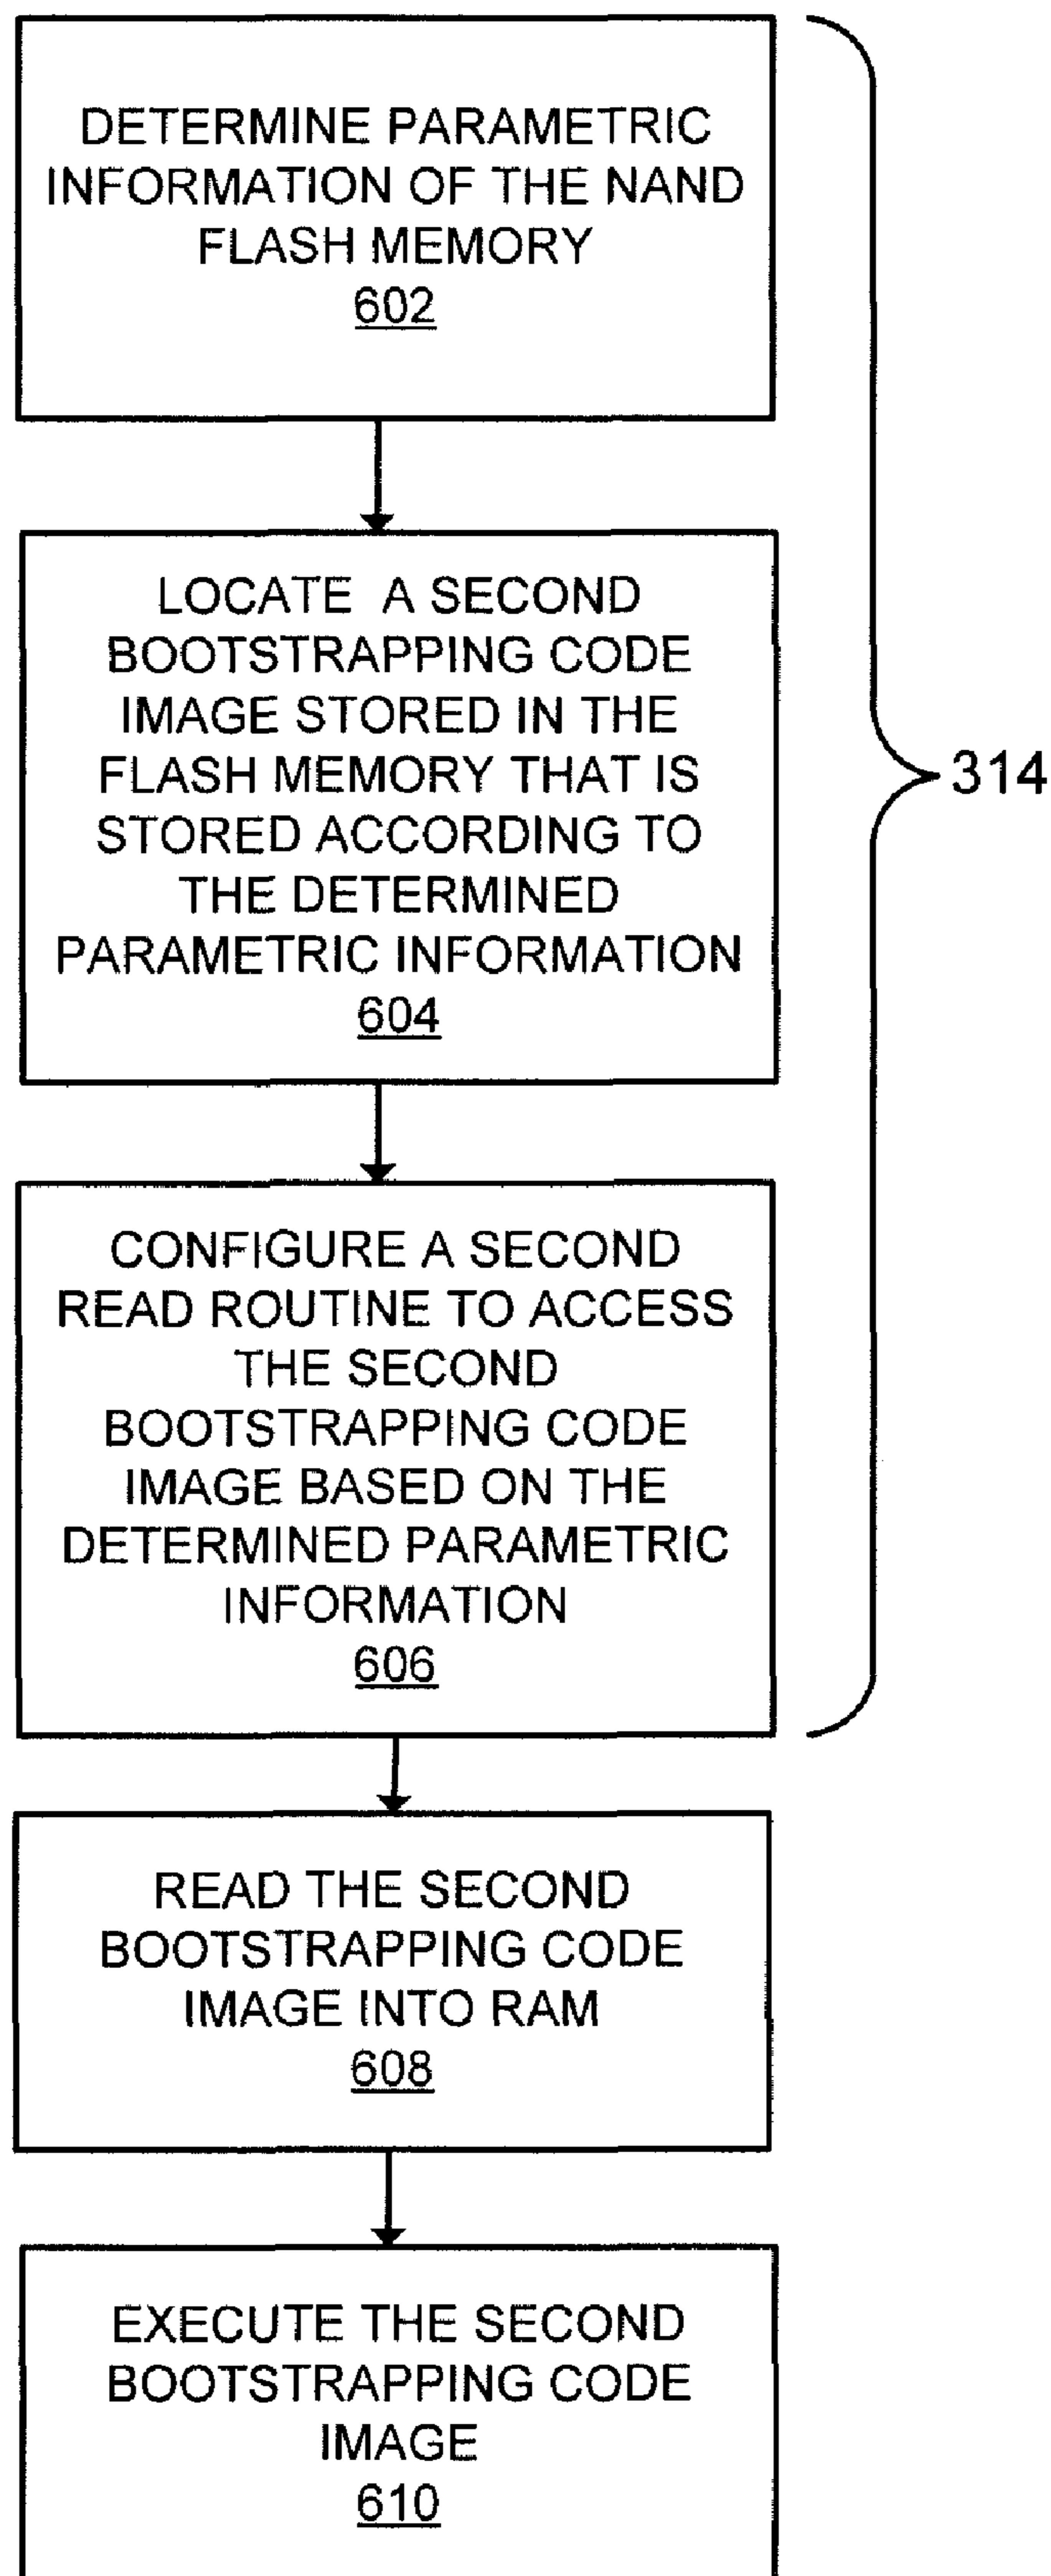 DETERMINE PARAMETRIC
INFORMATION OF THE NAND
FLASH MEMORY
602
LOCATE A SECOND
BOOTSTRAPPING CODE
IMAGE STORED IN THE
FLASH MEMORY THAT IS
STORED ACCORDING TO
THE DETERMINED
PARAMETRIC INFORMATION
604
314
CONFIGURE A SECOND
READ ROUTINE TO ACCESS
THE SECOND
BOOTSTRAPPING CODE
IMAGE BASED ON THE
DETERMINED PARAMETRIC
INFORMATION
606
READ THE SECOND
BOOTSTRAPPING CODE
IMAGE INTO RAM
608
EXECUTE THE SECOND
BOOTSTRAPPING CODE
IMAGE
610